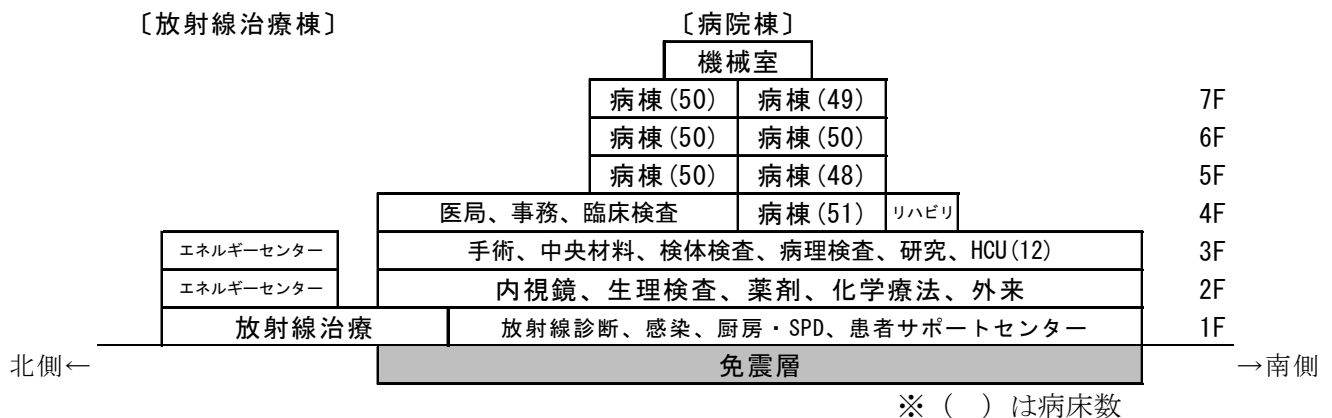 〔放射線治療棟〕 〔病院棟〕
機械室
病棟(50) 病棟(49) 7F
病棟(50) 病棟(50) 6F
病棟(50) 病棟(48) 5F
医局、事務、臨床検査 病棟(51) リハビリ 4F
エネルギーセンター 手術、中央材料、検体検査、病理検査、研究、HCU(12) 3F
エネルギーセンター 内視鏡、生理検査、薬剤、化学療法、外来 2F
放射線治療 放射線診断、感染、厨房・SPD、患者サポートセンター 1F
北側← 免震層 →南側
※ ( ) は病床数